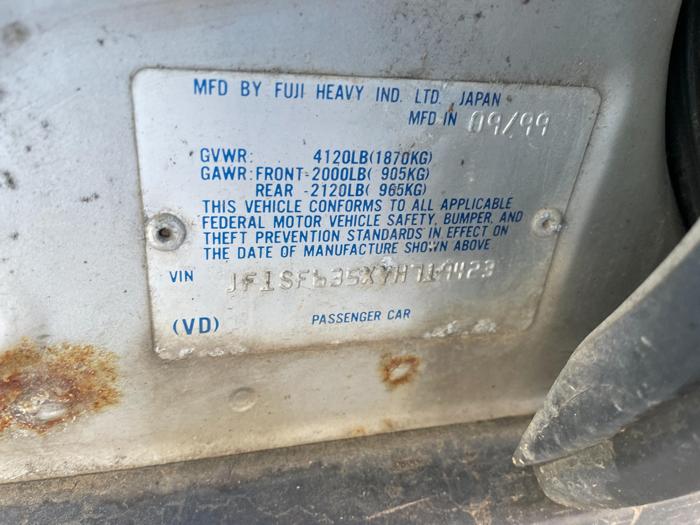 MFD BY FUJI HEAVY IND. LTD. JAPAN
MFD IN 09/99
GVWR: 4120LB(1870KG)
GAWR:FRONT-2000LB( 905KG)
REAR -2120LB( 965KG)
THIS VEHICLE CONFORMS TO ALL APPLICABLE
FEDERAL MOTOR VEHICLE SAFETY, BUMPER, AND
THEFT PREVENTION STANDARDS IN EFFECT ON
THE DATE OF MANUFACTURE SHOWN ABOVE
VIN
(VD) PASSENGER CAR